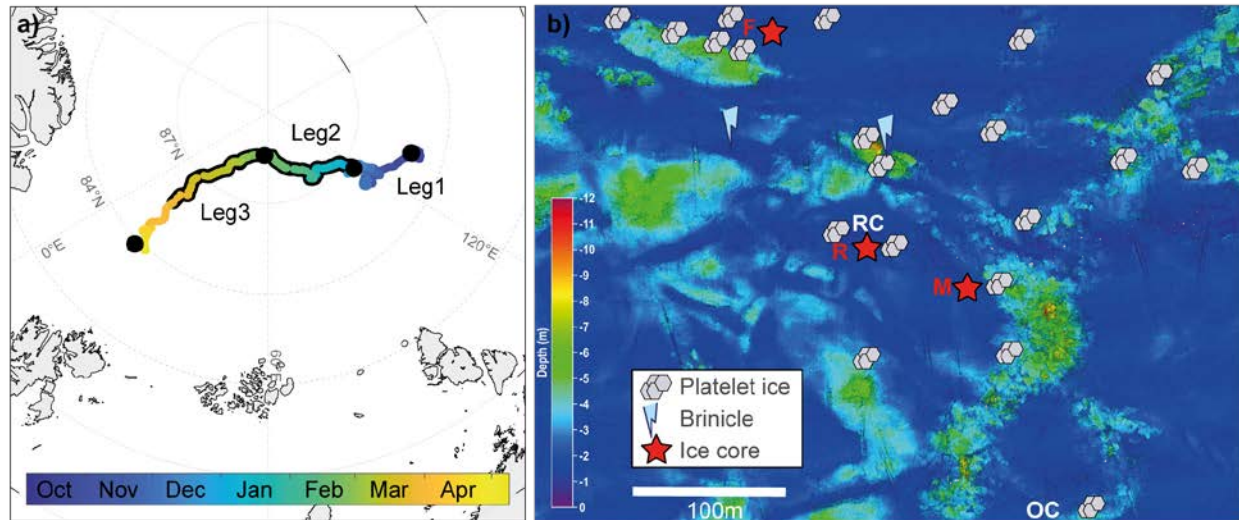 a)
Leg2
Leg1
Leg3
87°N
84°N
0°E
120°E
60°E
Oct Nov Dec Jan Feb Mar Apr
b)
F
RC
R
M
OC
Depth (m)
-12
-11
-10
-9
-8
-7
-6
-5
-4
-3
-2
-1
0
Platelet ice
Brinicle
Ice core
100m